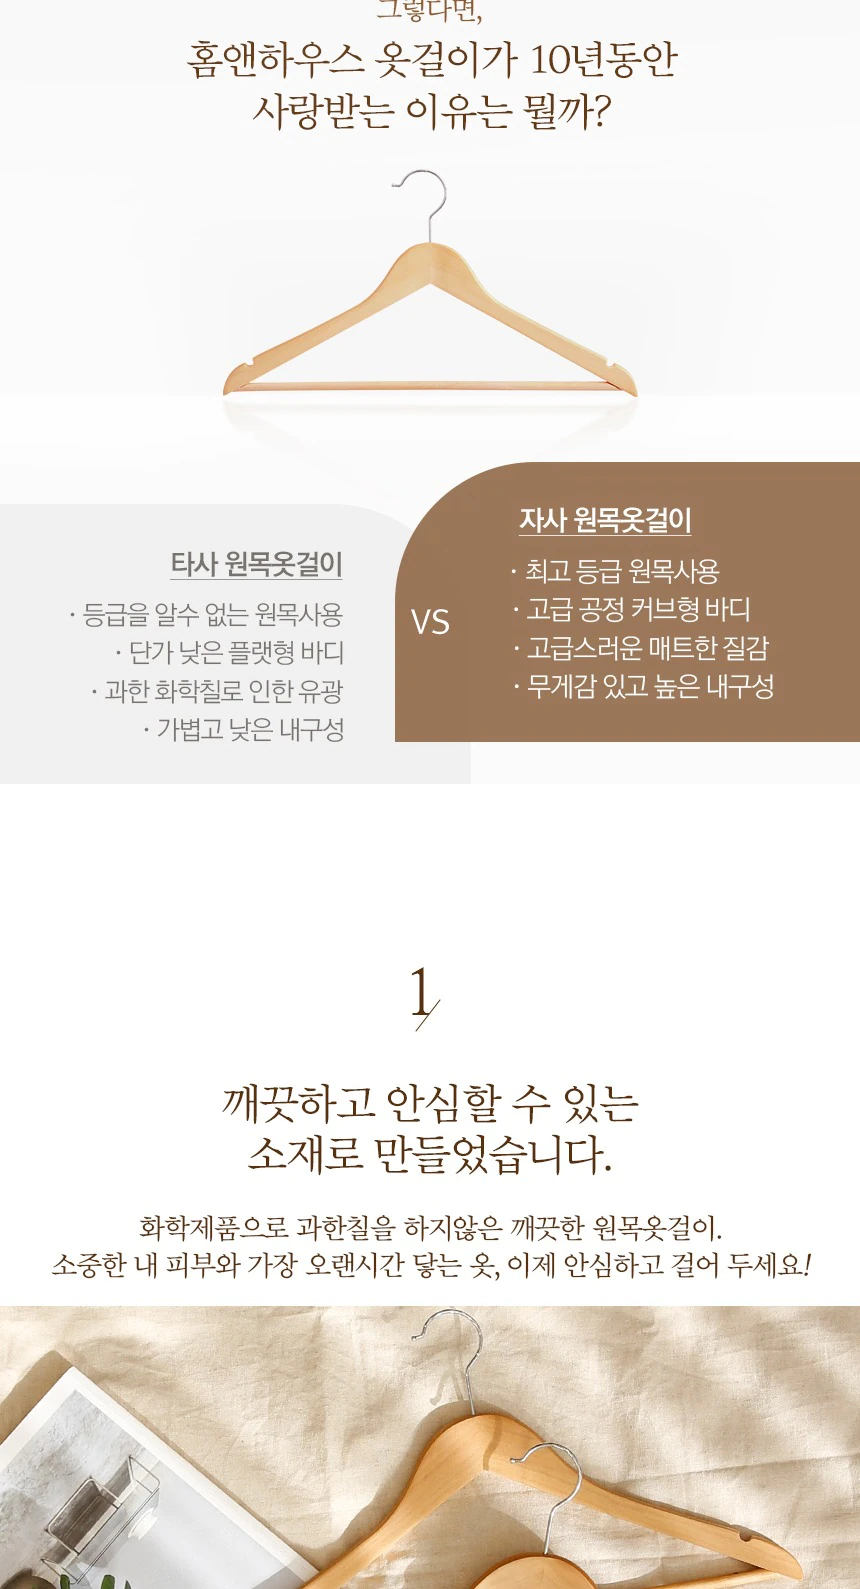 그렇다면,
홈앤하우스 옷걸이가 10년동안
사랑받는 이유는 뭘까?
타사 원목옷걸이
· 등급을 알수 없는 원목사용
· 단가 낮은 플랫형 바디
· 과한 화학칠로 인한 유광
· 가볍고 낮은 내구성
VS
자사 원목옷걸이
· 최고 등급 원목사용
· 고급 공정 커브형 바디
· 고급스러운 매트한 질감
· 무게감 있고 높은 내구성
1
깨끗하고 안심할 수 있는
소재로 만들었습니다.
화학제품으로 과한칠을 하지않은 깨끗한 원목옷걸이.
소중한 내 피부와 가장 오랜시간 닿는 옷, 이제 안심하고 걸어 두세요!